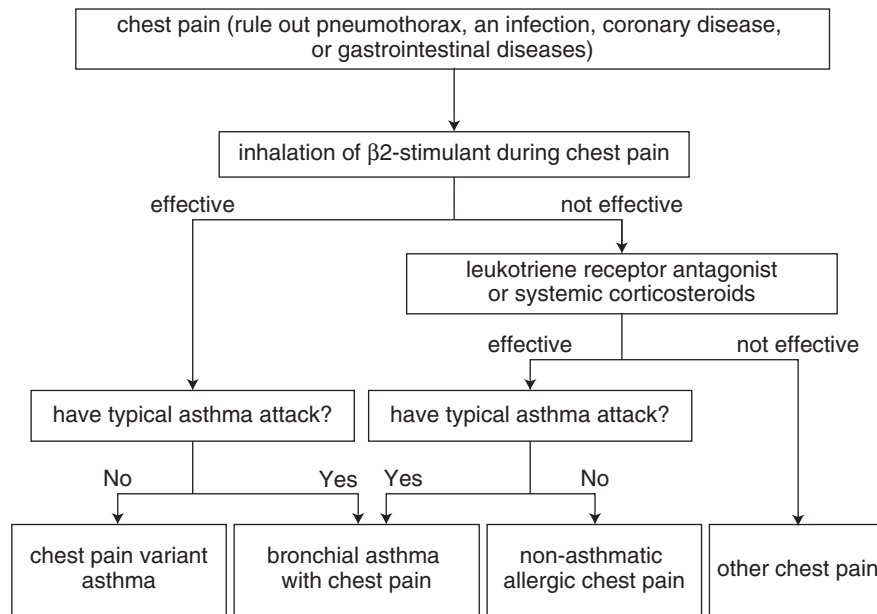 chest pain (rule out pneumothorax, an infection, coronary disease,
or gastrointestinal diseases)
inhalation of β2-stimulant during chest pain
effective
not effective
leukotriene receptor antagonist
or systemic corticosteroids
effective
not effective
have typical asthma attack?
have typical asthma attack?
No
Yes
Yes
No
chest pain variant
asthma
bronchial asthma
with chest pain
non-asthmatic
allergic chest pain
other chest pain